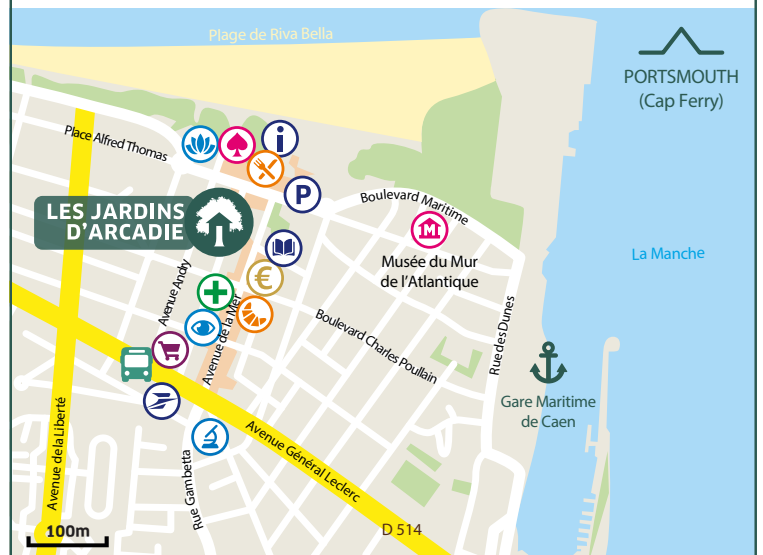 Plage de Riva Bella
PORTSMOUTH
(Cap Ferry)
Place Alfred Thomas
i
P
Boulevard Maritime
LES JARDINS
D'ARCADIE
M
Musée du Mur
de l'Atlantique
La Manche
Avenue Andry
€
Avenue de la Mer
Boulevard Charles Poullain
Rue des Dunes
Gare Maritime
de Caen
Avenue de la Liberté
Rue Gambetta
Avenue Général Leclerc
100m
D 514